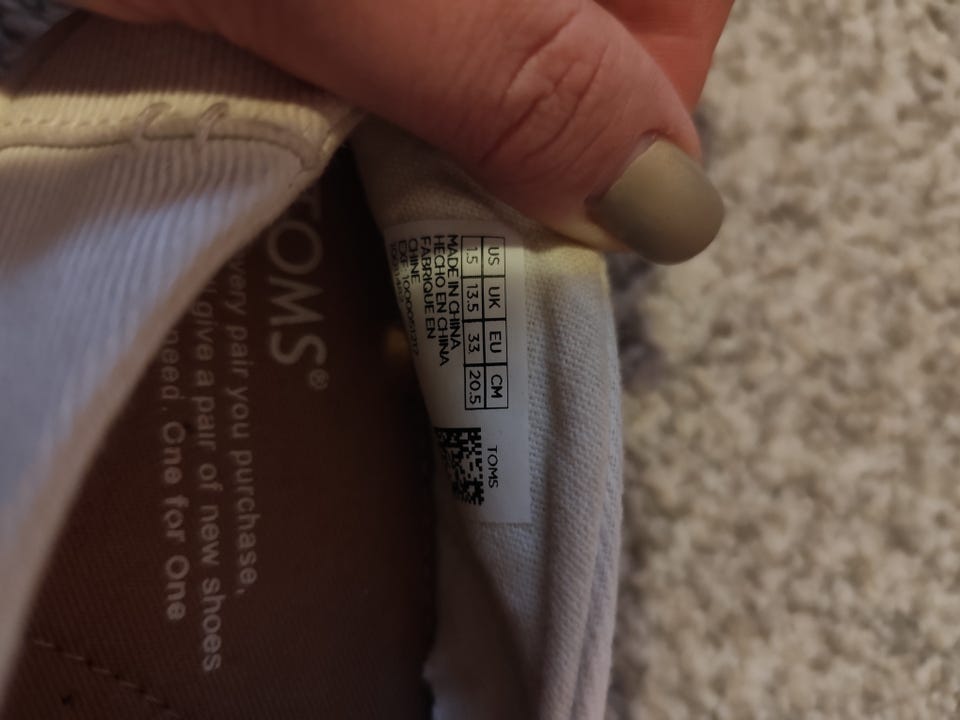 TOMS®
every pair you purchase,
give a pair of new shoes
need. One for One
US UK EU CM
1.5 13.5 33 20.5
MADE IN CHINA
HECHO EN CHINA
FABRIQUE EN
CHINE
TOMS